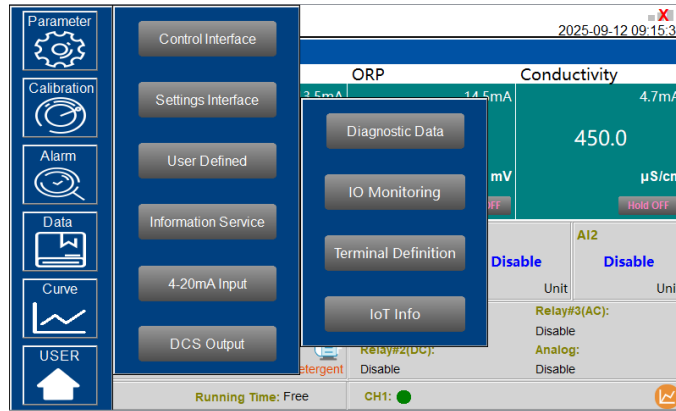 Parameter
Calibration
Alarm
Data
Curve
USER
Control Interface
Settings Interface
User Defined
Information Service
4-20mA Input
DCS Output
Diagnostic Data
IO Monitoring
Terminal Definition
IoT Info
X
2025-09-12 09:15:3
ORP
Conductivity
3.5mA
14.5mA
4.7mA
450.0
mV
µS/cm
Hold OFF
AI2
Disable
Disable
Unit
Relay#3(AC):
Disable
Relay#2(DC):
Analog:
Disable
Disable
Running Time: Free
CH1: